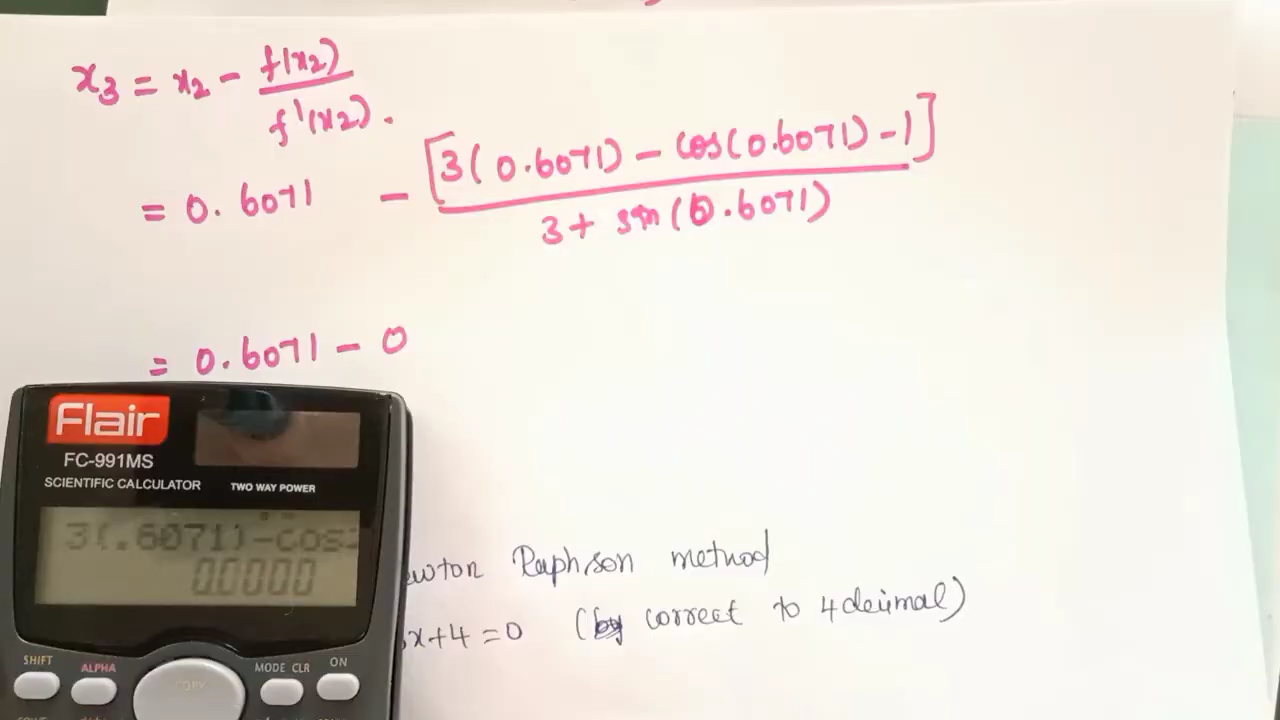 x₃ = x₂ - f(x₂)/f'(x₂).
= 0.6071 - [3(0.6071) - cos(0.6071) -1]/3 + sin(0.6071)
= 0.6071 - 0
Flair
FC-991MS
SCIENTIFIC CALCULATOR TWO WAY POWER
3(.6071)-cos
0.0000
ewton Raphson method
x+4 = 0 (by correct to 4 decimal)
SHIFT ALPHA COPY MODE CLR ON